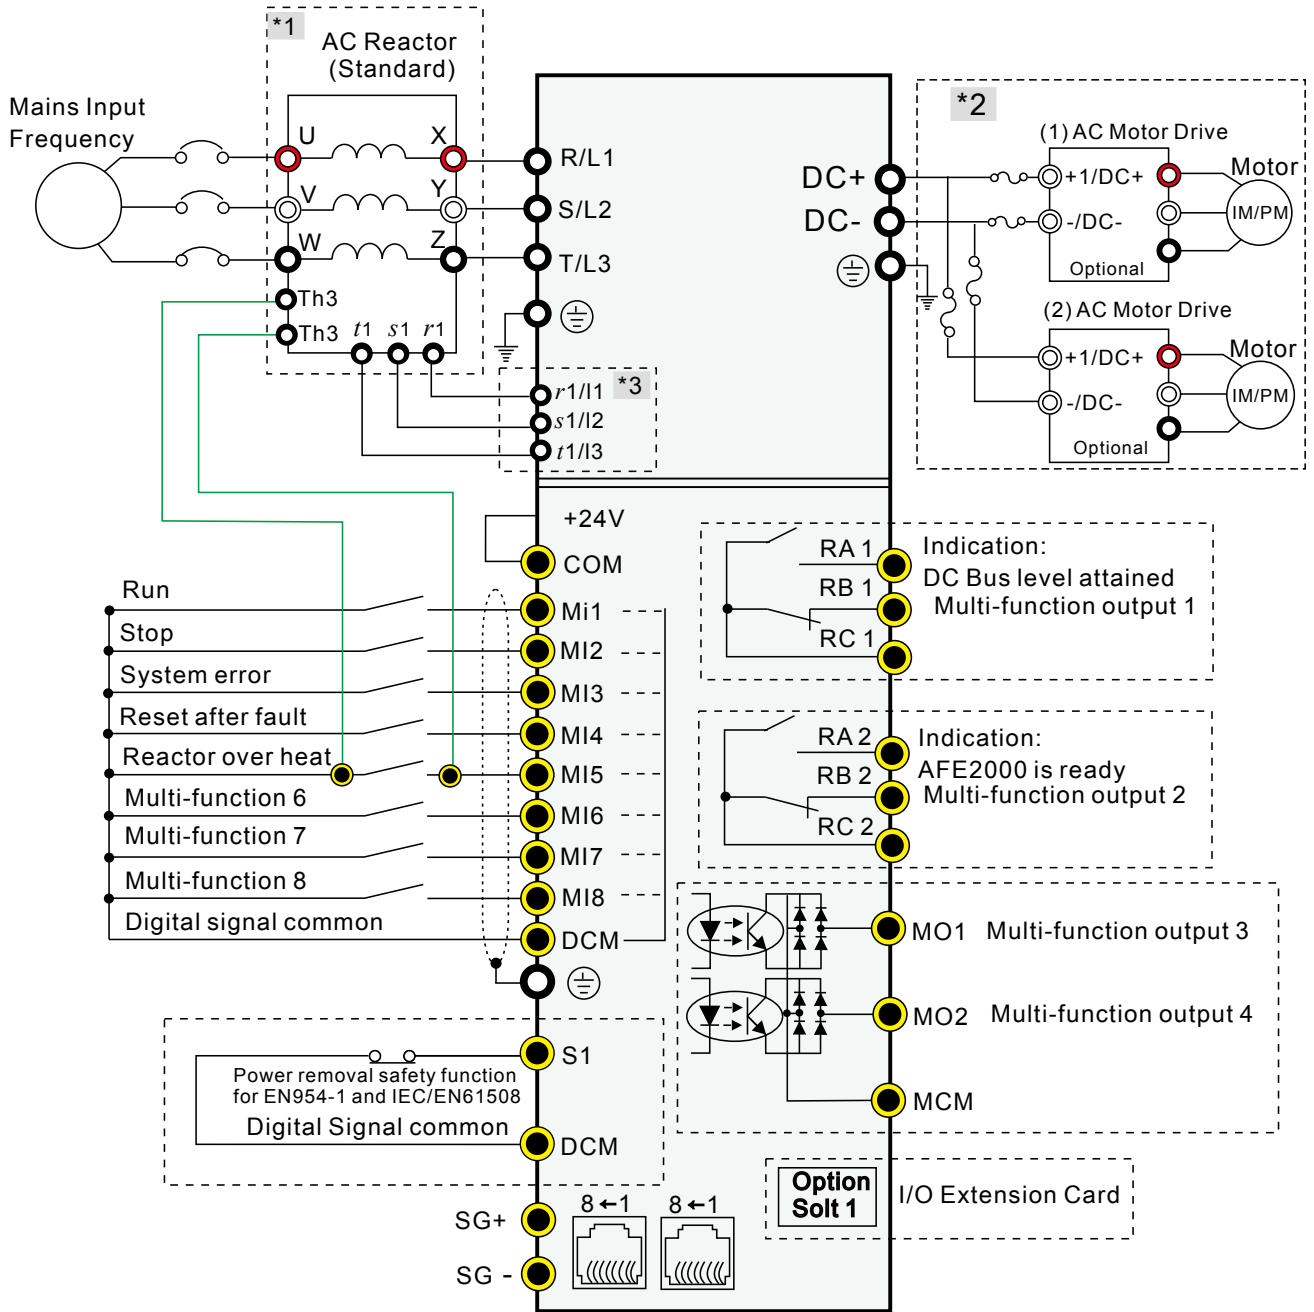 *1
AC Reactor
(Standard)
Mains Input
Frequency
U
X
V
Y
W
Z
Th3
Th3
t1
s1
r1
R/L1
S/L2
T/L3
*3
r1/l1
s1/l2
t1/l3
DC+
DC-
*2
(1) AC Motor Drive
+1/DC+
-/DC-
Optional
Motor
IM/PM
(2) AC Motor Drive
+1/DC+
-/DC-
Optional
Motor
IM/PM
+24V
COM
Run
Mi1
Stop
MI2
System error
MI3
Reset after fault
MI4
Reactor over heat
MI5
Multi-function 6
MI6
Multi-function 7
MI7
Multi-function 8
MI8
Digital signal common
DCM
RA 1
RB 1
RC 1
Indication:
DC Bus level attained
Multi-function output 1
RA 2
RB 2
RC 2
Indication:
AFE2000 is ready
Multi-function output 2
MO1
Multi-function output 3
MO2
Multi-function output 4
MCM
S1
Power removal safety function
for EN954-1 and IEC/EN61508
Digital Signal common
DCM
Option
Solt 1
I/O Extension Card
SG+
SG -
8←1
8←1